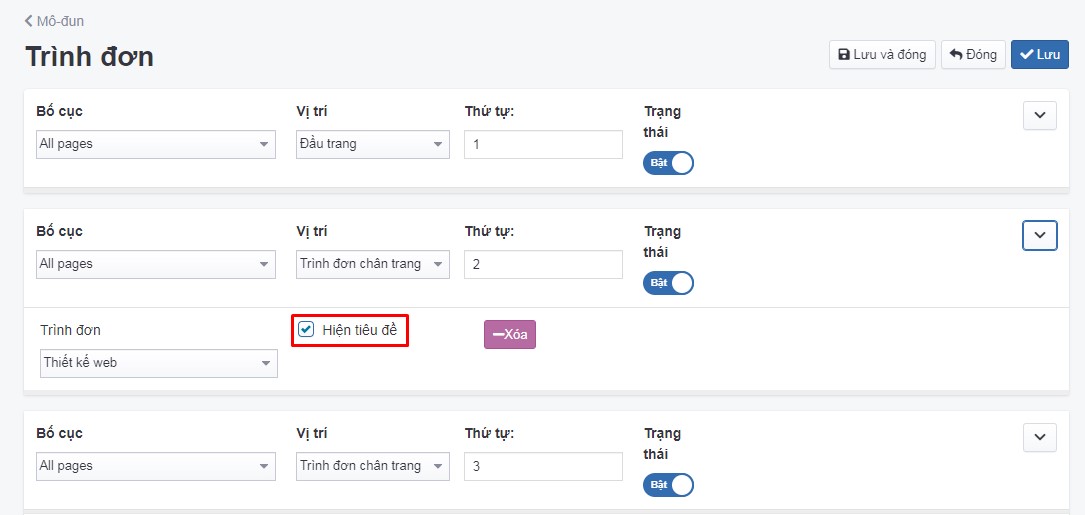 Mô-đun
Trình đơn
Lưu và đóng
Đóng
Lưu
Bố cục
Vị trí
Thứ tự:
Trạng thái
All pages
Đầu trang
1
Bật
Bố cục
Vị trí
Thứ tự:
Trạng thái
All pages
Trình đơn chân trang
2
Bật
Trình đơn
Hiện tiêu đề
Xóa
Thiết kế web
Bố cục
Vị trí
Thứ tự:
Trạng thái
All pages
Trình đơn chân trang
3
Bật